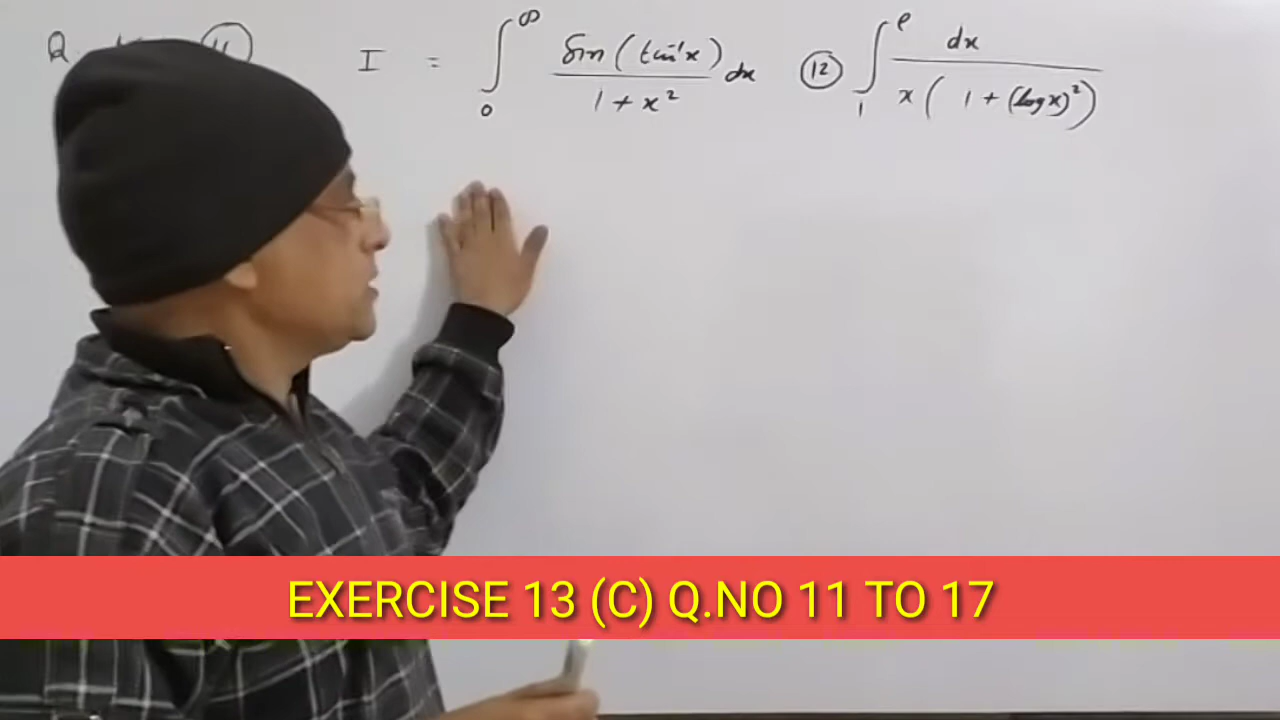 Q. 11
I = ∫₀^∞ sin(tan⁻¹x) / 1 + x² dx
⑫ ∫₁^e dx / x(1 + (log x)²)
EXERCISE 13 (C) Q.NO 11 TO 17